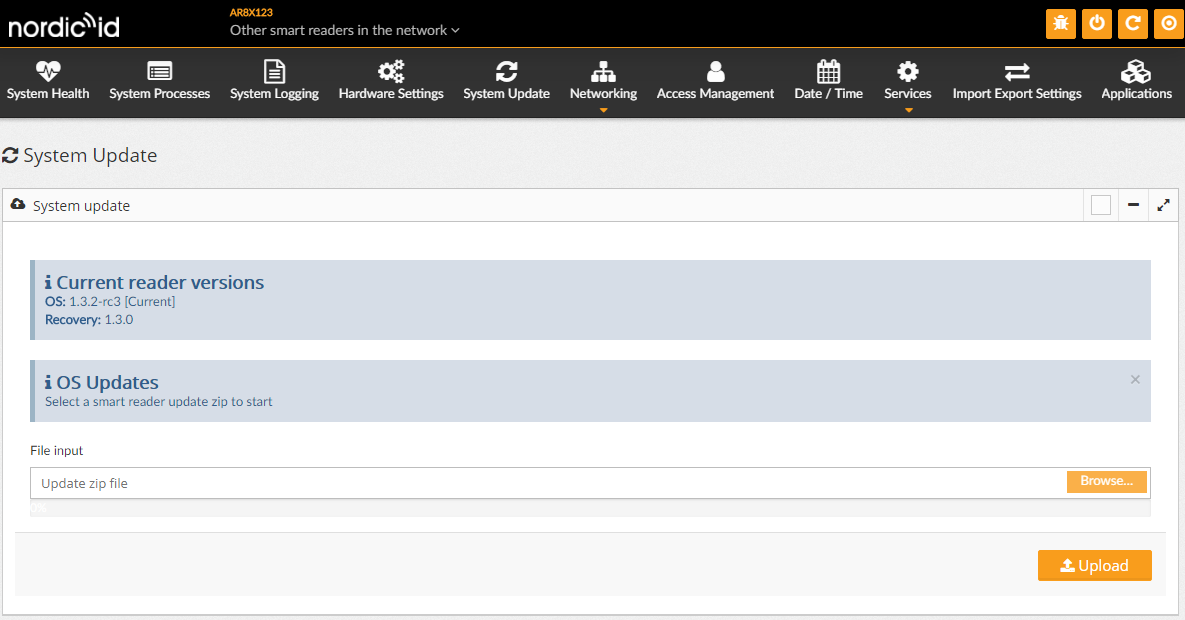 nordic id
AR8X123
Other smart readers in the network
System Health
System Processes
System Logging
Hardware Settings
System Update
Networking
Access Management
Date / Time
Services
Import Export Settings
Applications
System Update
System update
Current reader versions
OS: 1.3.2-rc3 [Current]
Recovery: 1.3.0
OS Updates
Select a smart reader update zip to start
File input
Update zip file
Browse...
0%
Upload